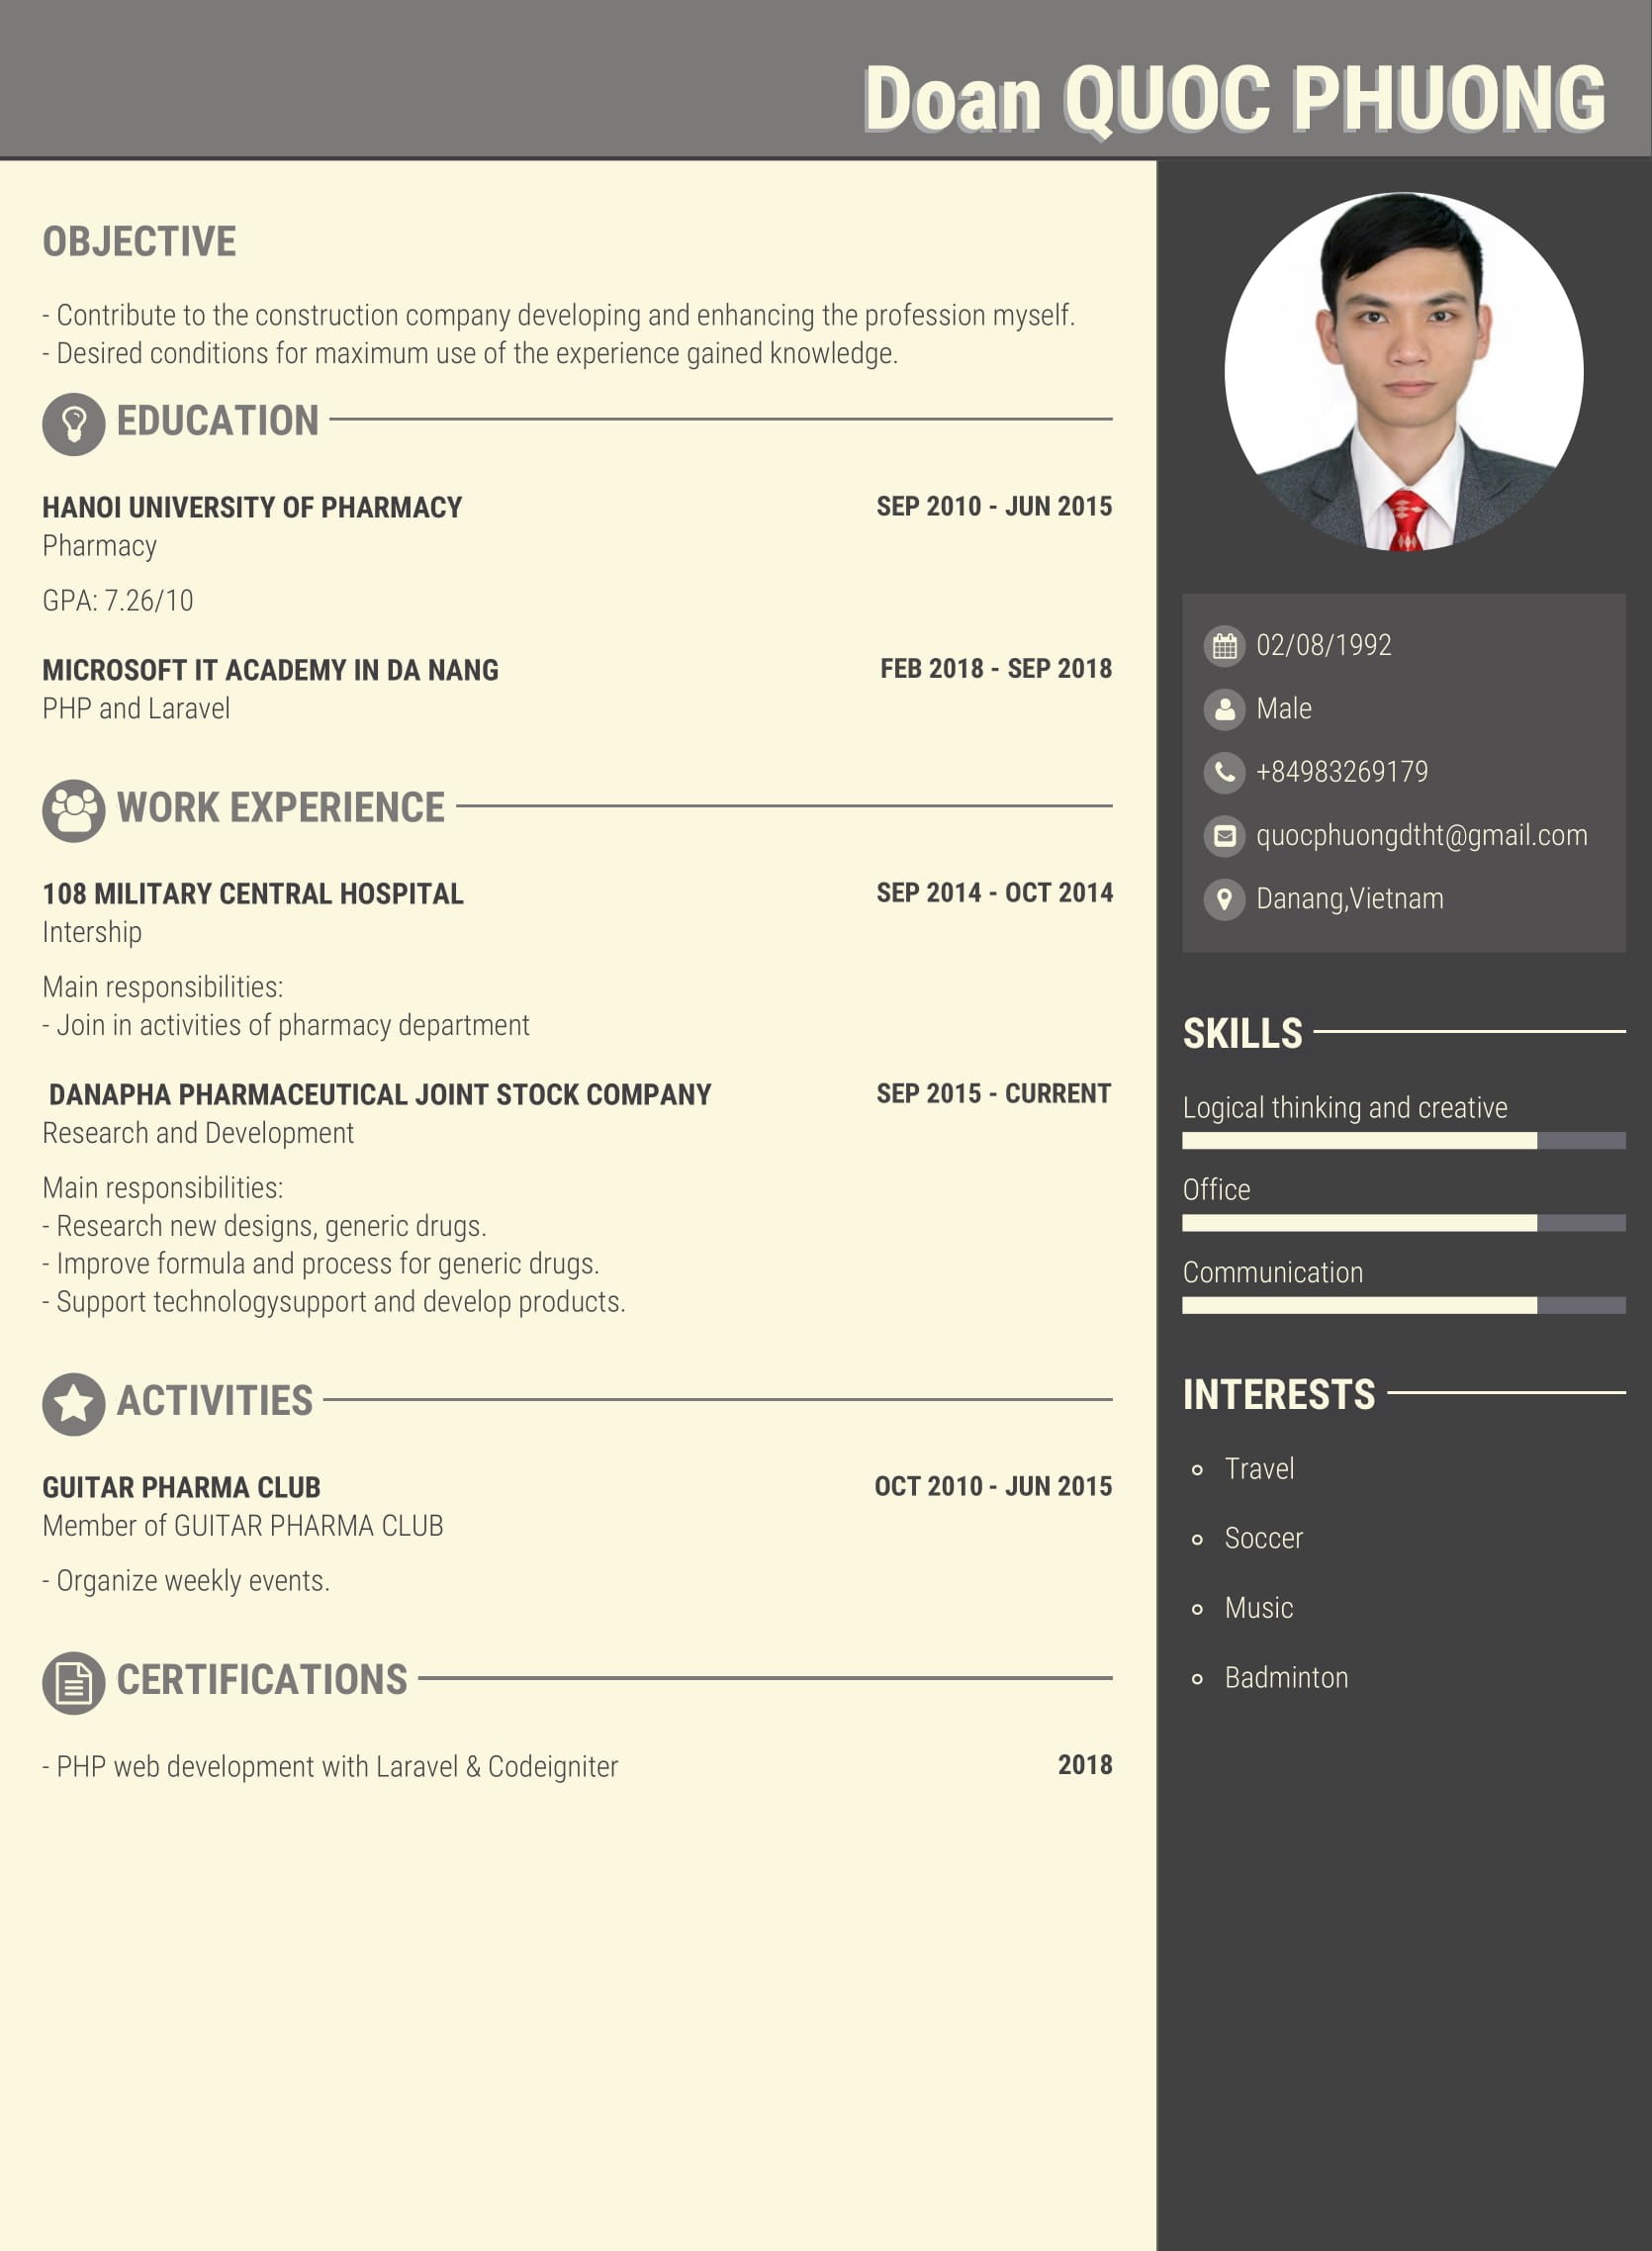 Doan QUOC PHUONG
OBJECTIVE
- Contribute to the construction company developing and enhancing the profession myself.
- Desired conditions for maximum use of the experience gained knowledge.
EDUCATION
HANOI UNIVERSITY OF PHARMACY SEP 2010 - JUN 2015
Pharmacy
GPA: 7.26/10
MICROSOFT IT ACADEMY IN DA NANG FEB 2018 - SEP 2018
PHP and Laravel
WORK EXPERIENCE
108 MILITARY CENTRAL HOSPITAL SEP 2014 - OCT 2014
Intership
Main responsibilities:
- Join in activities of pharmacy department
DANAPHA PHARMACEUTICAL JOINT STOCK COMPANY SEP 2015 - CURRENT
Research and Development
Main responsibilities:
- Research new designs, generic drugs.
- Improve formula and process for generic drugs.
- Support technologysupport and develop products.
ACTIVITIES
GUITAR PHARMA CLUB OCT 2010 - JUN 2015
Member of GUITAR PHARMA CLUB
- Organize weekly events.
CERTIFICATIONS
- PHP web development with Laravel & Codeigniter 2018
02/08/1992
Male
+84983269179
quocphuongdtht@gmail.com
Danang,Vietnam
SKILLS
Logical thinking and creative
Office
Communication
INTERESTS
Travel
Soccer
Music
Badminton